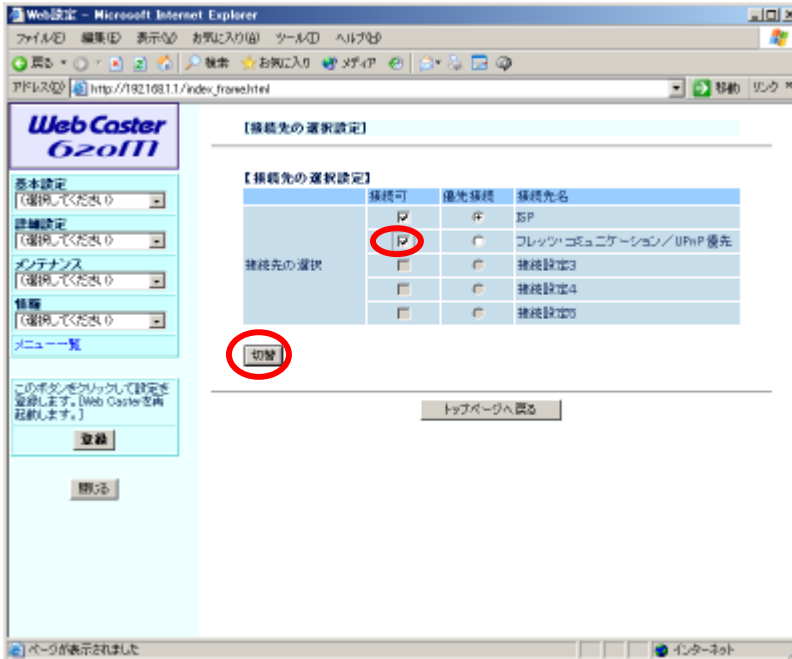 Web設定 - Microsoft Internet Explorer
ファイル(F) 編集(E) 表示(V) お気に入り(A) ツール(T) ヘルプ(H)
戻る 検索 お気に入り メディア
アドレス(D) http://192.168.1.1/index_frame.html 移動 リンク »
Web Caster
620M
基本設定
(選択してください)
詳細設定
(選択してください)
メンテナンス
(選択してください)
情報
(選択してください)
メニュー一覧
このボタンをクリックして設定を
登録します。[Web Casterを再
起動します。]
登録
閉じる
【接続先の選択設定】
【接続先の選択設定】
接続可 優先接続 接続先名
接続先の選択
ISP
フレッツ・コミュニケーション/UPnP優先
接続設定3
接続設定4
接続設定5
切替
トップページへ戻る
ページが表示されました インターネット